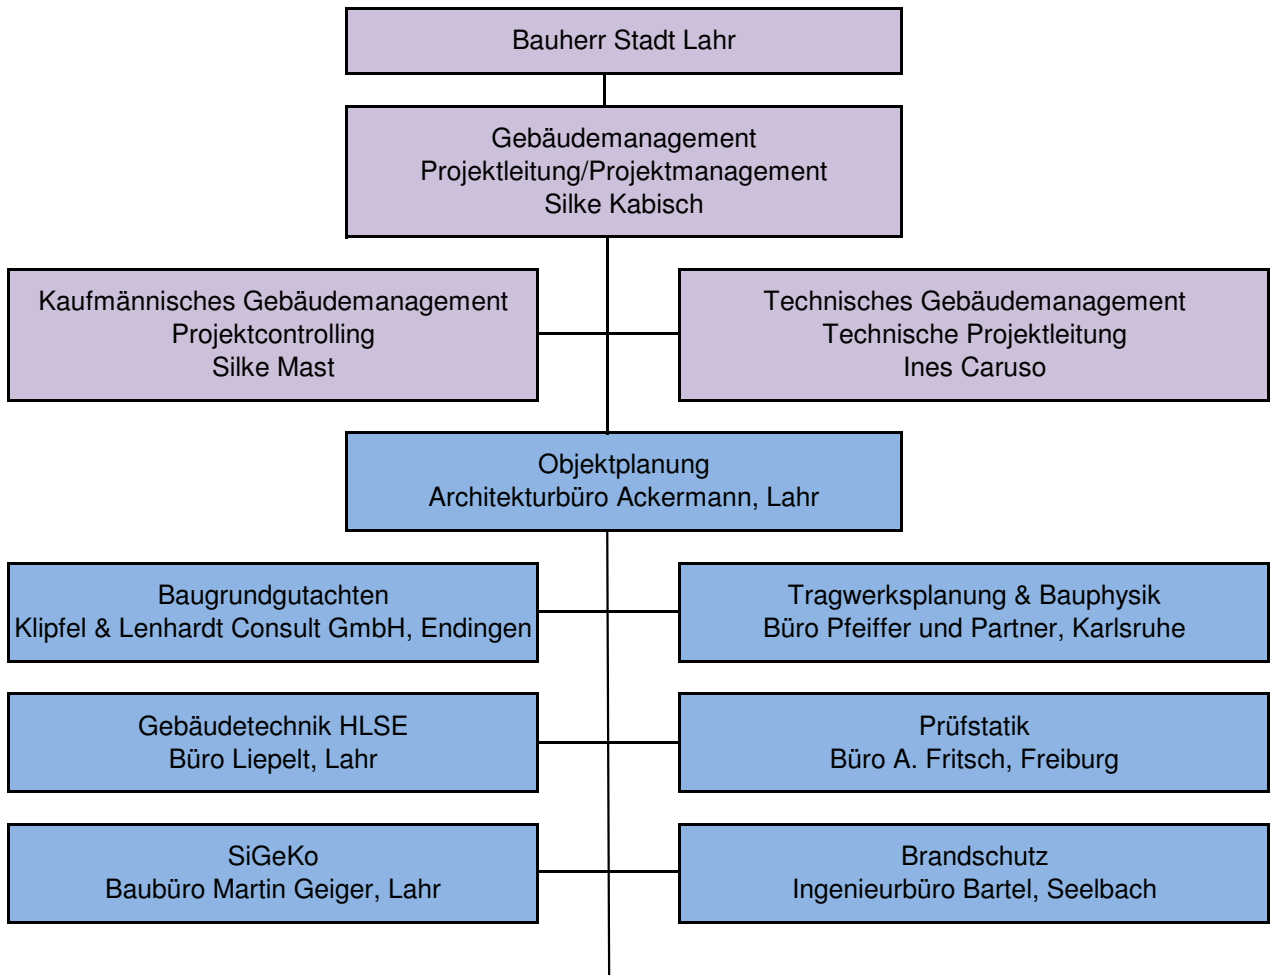 Bauherr Stadt Lahr
Gebäudemanagement
Projektleitung/Projektmanagement
Silke Kabisch
Kaufmännisches Gebäudemanagement
Projektcontrolling
Silke Mast
Technisches Gebäudemanagement
Technische Projektleitung
Ines Caruso
Objektplanung
Architekturbüro Ackermann, Lahr
Baugrundgutachten
Klipfel & Lenhardt Consult GmbH, Endingen
Tragwerksplanung & Bauphysik
Büro Pfeiffer und Partner, Karlsruhe
Gebäudetechnik HLSE
Büro Liepelt, Lahr
Prüfstatik
Büro A. Fritsch, Freiburg
SiGeKo
Baubüro Martin Geiger, Lahr
Brandschutz
Ingenieurbüro Bartel, Seelbach